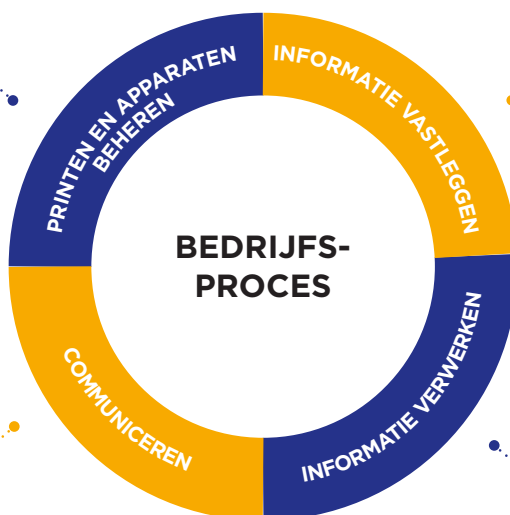 PRINTEN EN APPARATEN
BEHEREN
INFORMATIE VASTLEGGEN
BEDRIJFS-
PROCES
COMMUNICEREN
INFORMATIE VERWERKEN